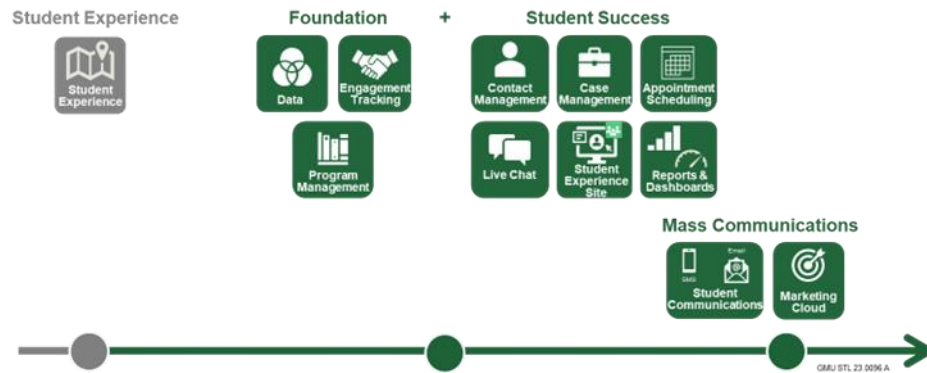 Student Experience
Foundation + Student Success
Student
Experience
Data
Engagement
Tracking
Contact
Management
Case
Management
Appointment
Scheduling
Program
Management
Live Chat
Student
Experience
Site
Reports &
Dashboards
Mass Communications
SMS
Email
Student
Communications
Marketing
Cloud
GMU STL 23.0096 A